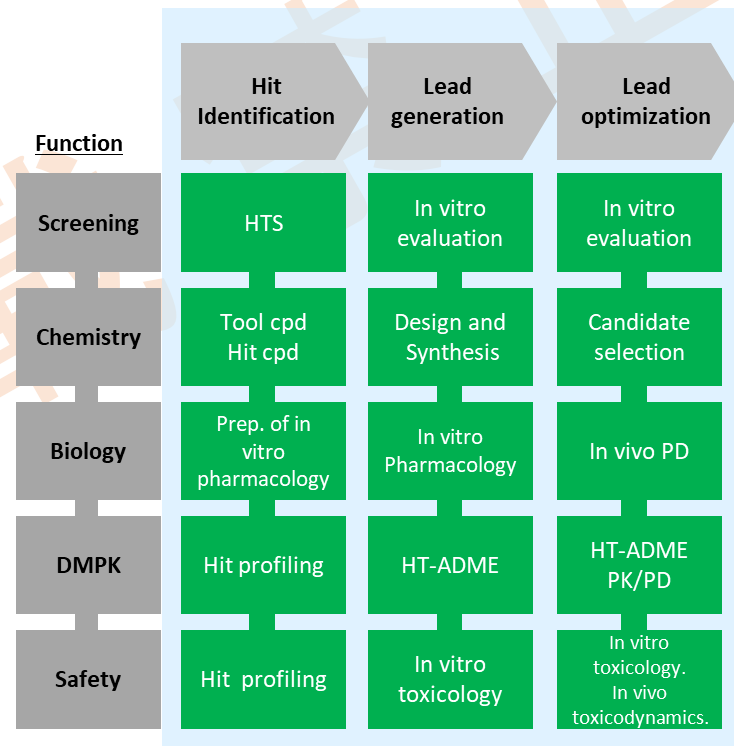 Hit
Identification
Lead
generation
Lead
optimization
Function
Screening
HTS
In vitro
evaluation
In vitro
evaluation
Chemistry
Tool cpd
Hit cpd
Design and
Synthesis
Candidate
selection
Biology
Prep. of in
vitro
pharmacology
In vitro
Pharmacology
In vivo PD
DMPK
Hit profiling
HT-ADME
HT-ADME
PK/PD
Safety
Hit  profiling
In vitro
toxicology
In vitro
toxicology.
In vivo
toxicodynamics.